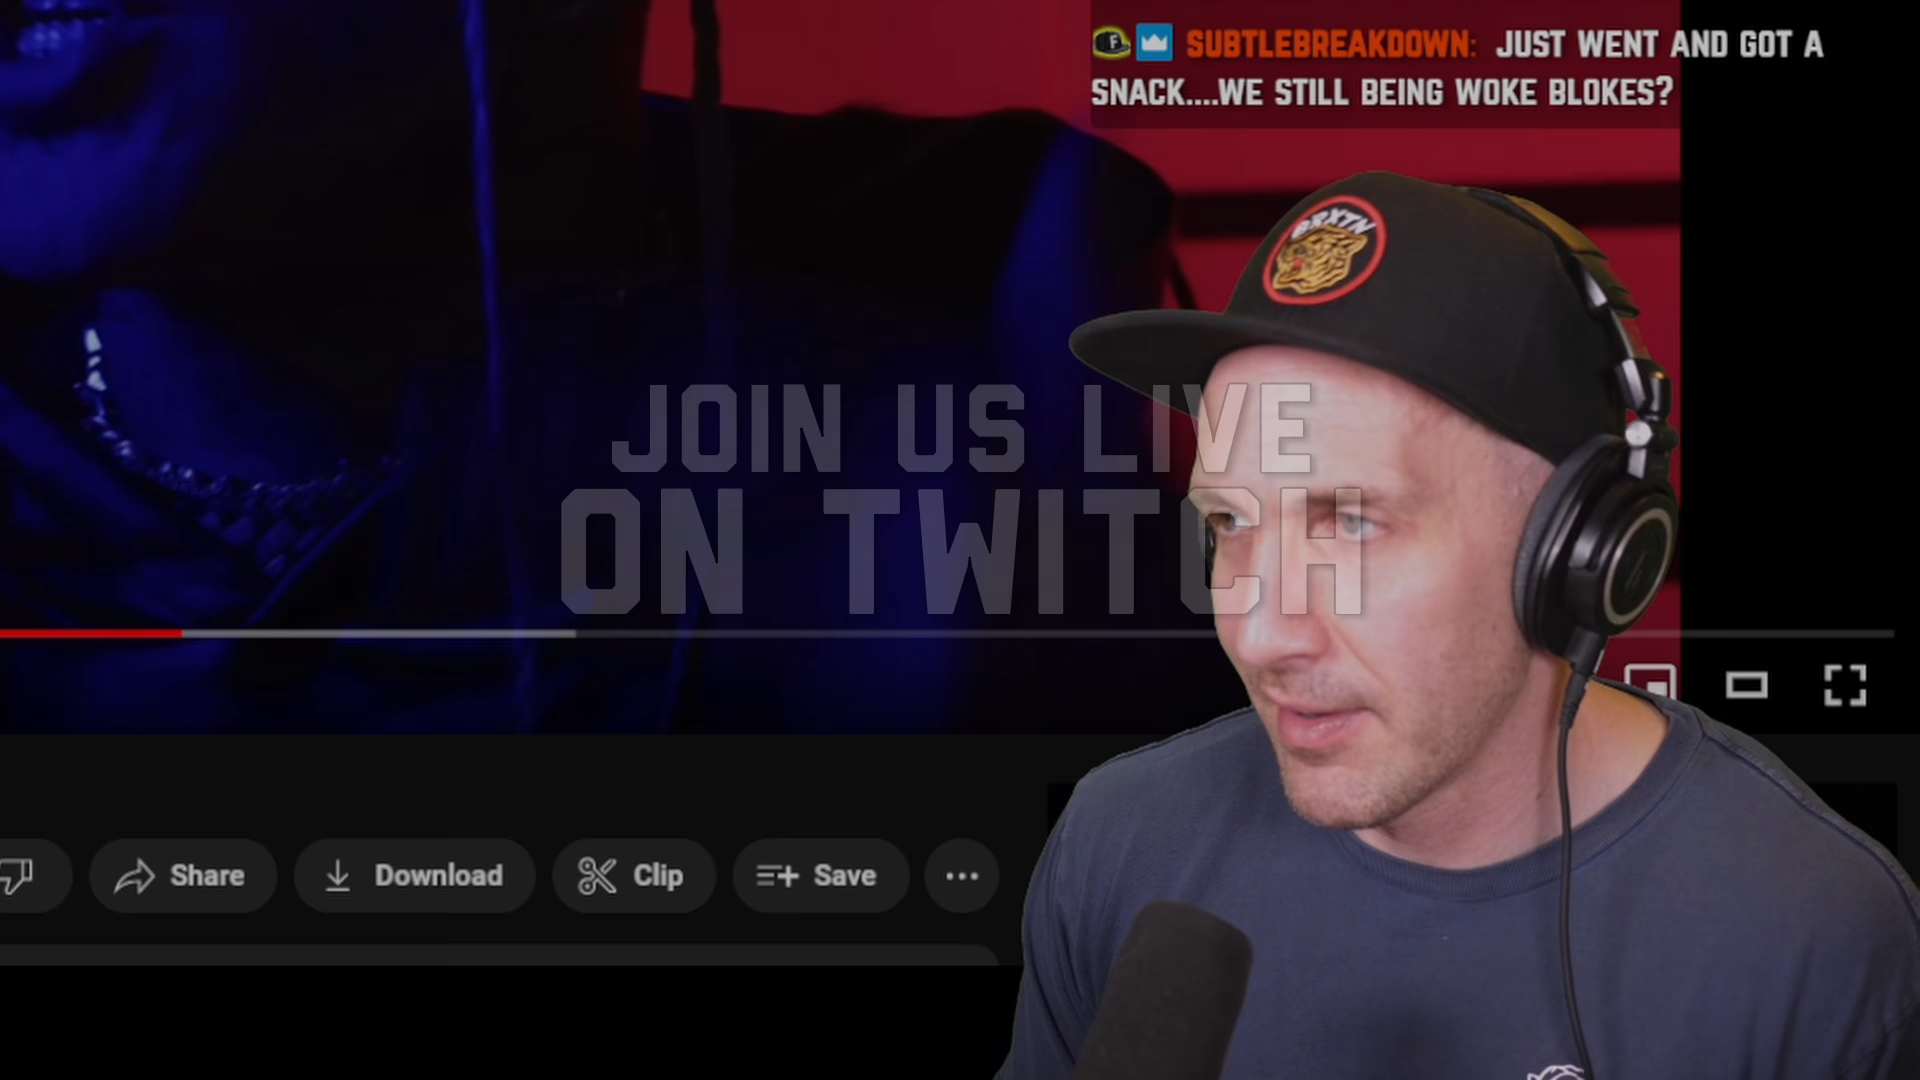 SUBTLEBREAKDOWN: JUST WENT AND GOT A
SNACK....WE STILL BEING WOKE BLOKES?
BRXTN
JOIN US LIVE
ON TWITCH
Share
Download
Clip
Save